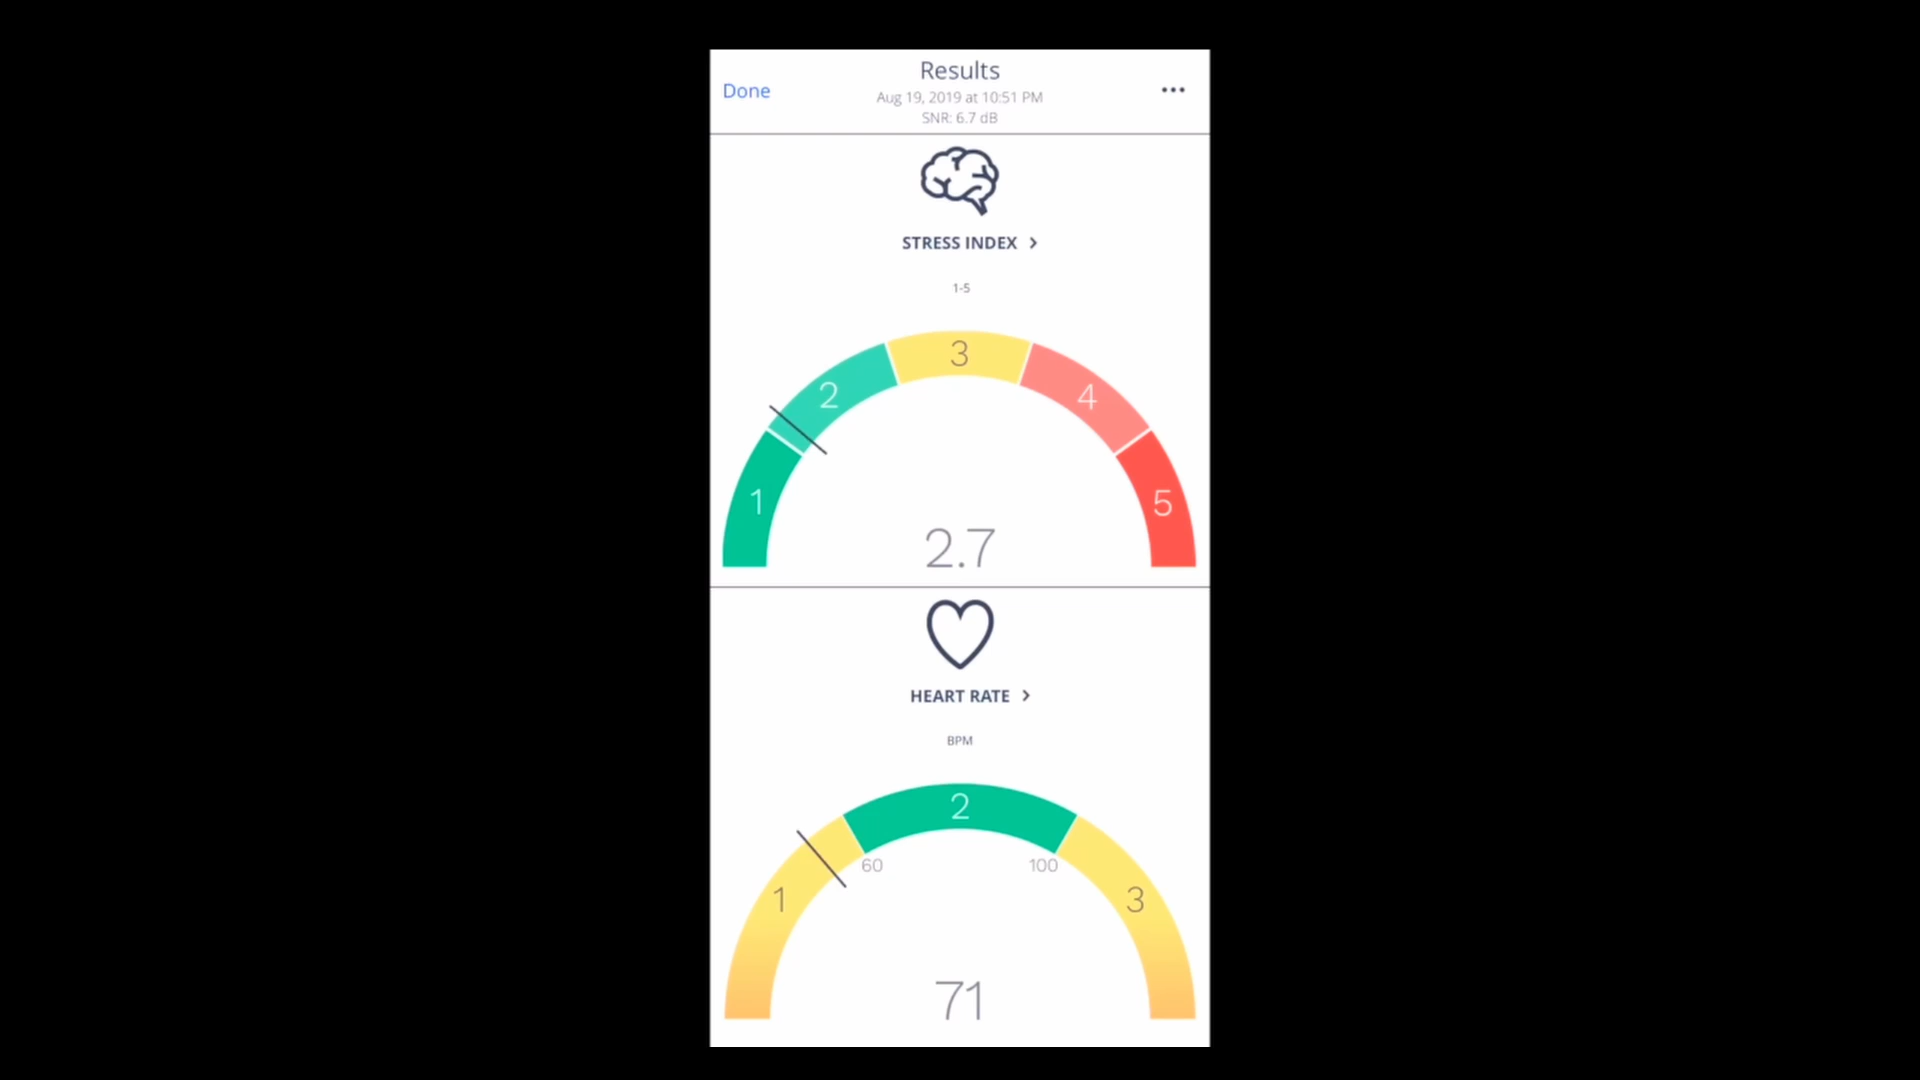 Results
Done
Aug 19, 2019 at 10:51 PM
SNR: 6.7 dB
STRESS INDEX
1-5
1
2
3
4
5
2.7
HEART RATE
BPM
1
2
3
60
100
71